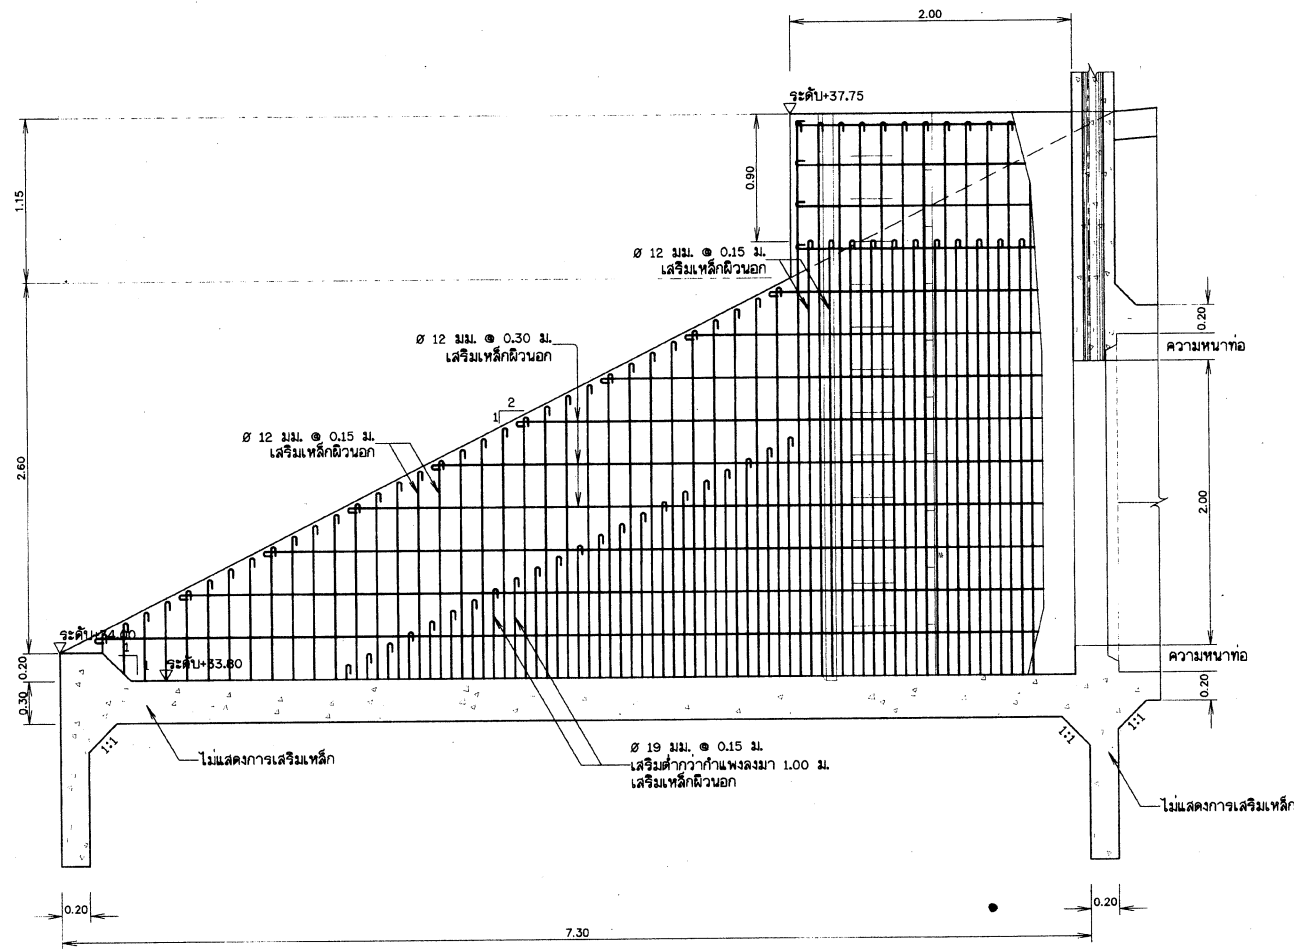 2.00
ระดับ+37.75
1.15
0.90
Ø 12 มม. @ 0.15 ม.
เสริมเหล็กผิวนอก
0.20
ความหนาท่อ
Ø 12 มม. @ 0.30 ม.
เสริมเหล็กผิวนอก
1
2
Ø 12 มม. @ 0.15 ม.
เสริมเหล็กผิวนอก
2.60
2.00
ระดับ+34.00
1
1
ระดับ+33.80
ความหนาท่อ
0.20
0.30
0.20
1:1
1:1
1:1
ไม่แสดงการเสริมเหล็ก
Ø 19 มม. @ 0.15 ม.
เสริมต่ำกว่ากำแพงลงมา 1.00 ม.
เสริมเหล็กผิวนอก
ไม่แสดงการเสริมเหล็ก
0.20
0.20
7.30